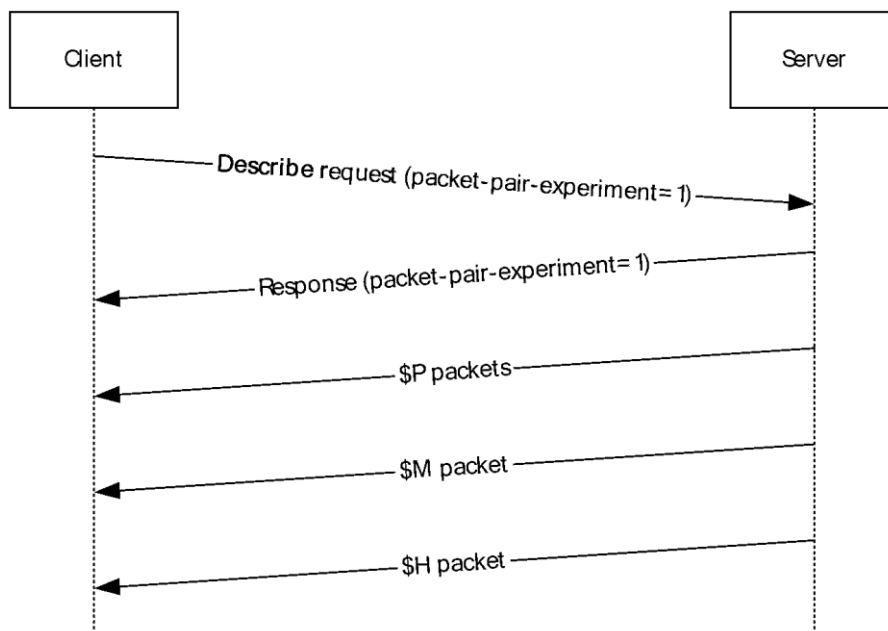 Client
Server
Describe request (packet-pair-experiment= 1)
Response (packet-pair-experiment= 1)
$P packets
$M packet
$H packet